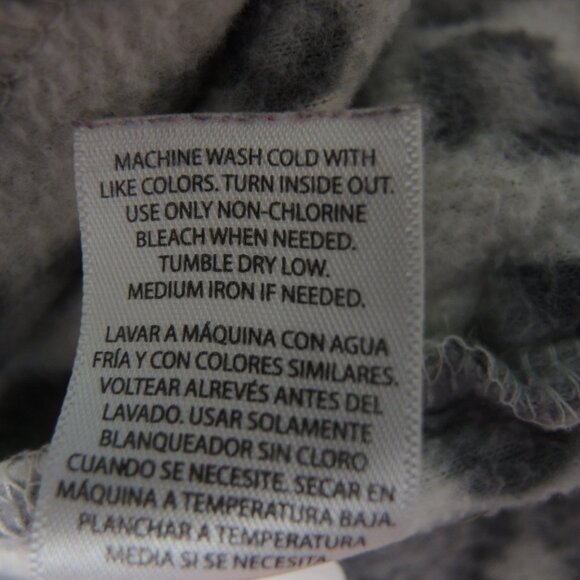 MACHINE WASH COLD WITH
LIKE COLORS. TURN INSIDE OUT.
USE ONLY NON-CHLORINE
BLEACH WHEN NEEDED.
TUMBLE DRY LOW.
MEDIUM IRON IF NEEDED.
LAVAR A MÁQUINA CON AGUA
FRÍA Y CON COLORES SIMILARES.
VOLTEAR ALREVÉS ANTES DEL
LAVADO. USAR SOLAMENTE
BLANQUEADOR SIN CLORO
CUANDO SE NECESITE. SECAR EN
MÁQUINA A TEMPERATURA BAJA.
PLANCHAR A TEMPERATURA
MEDIA SI SE NECESITA